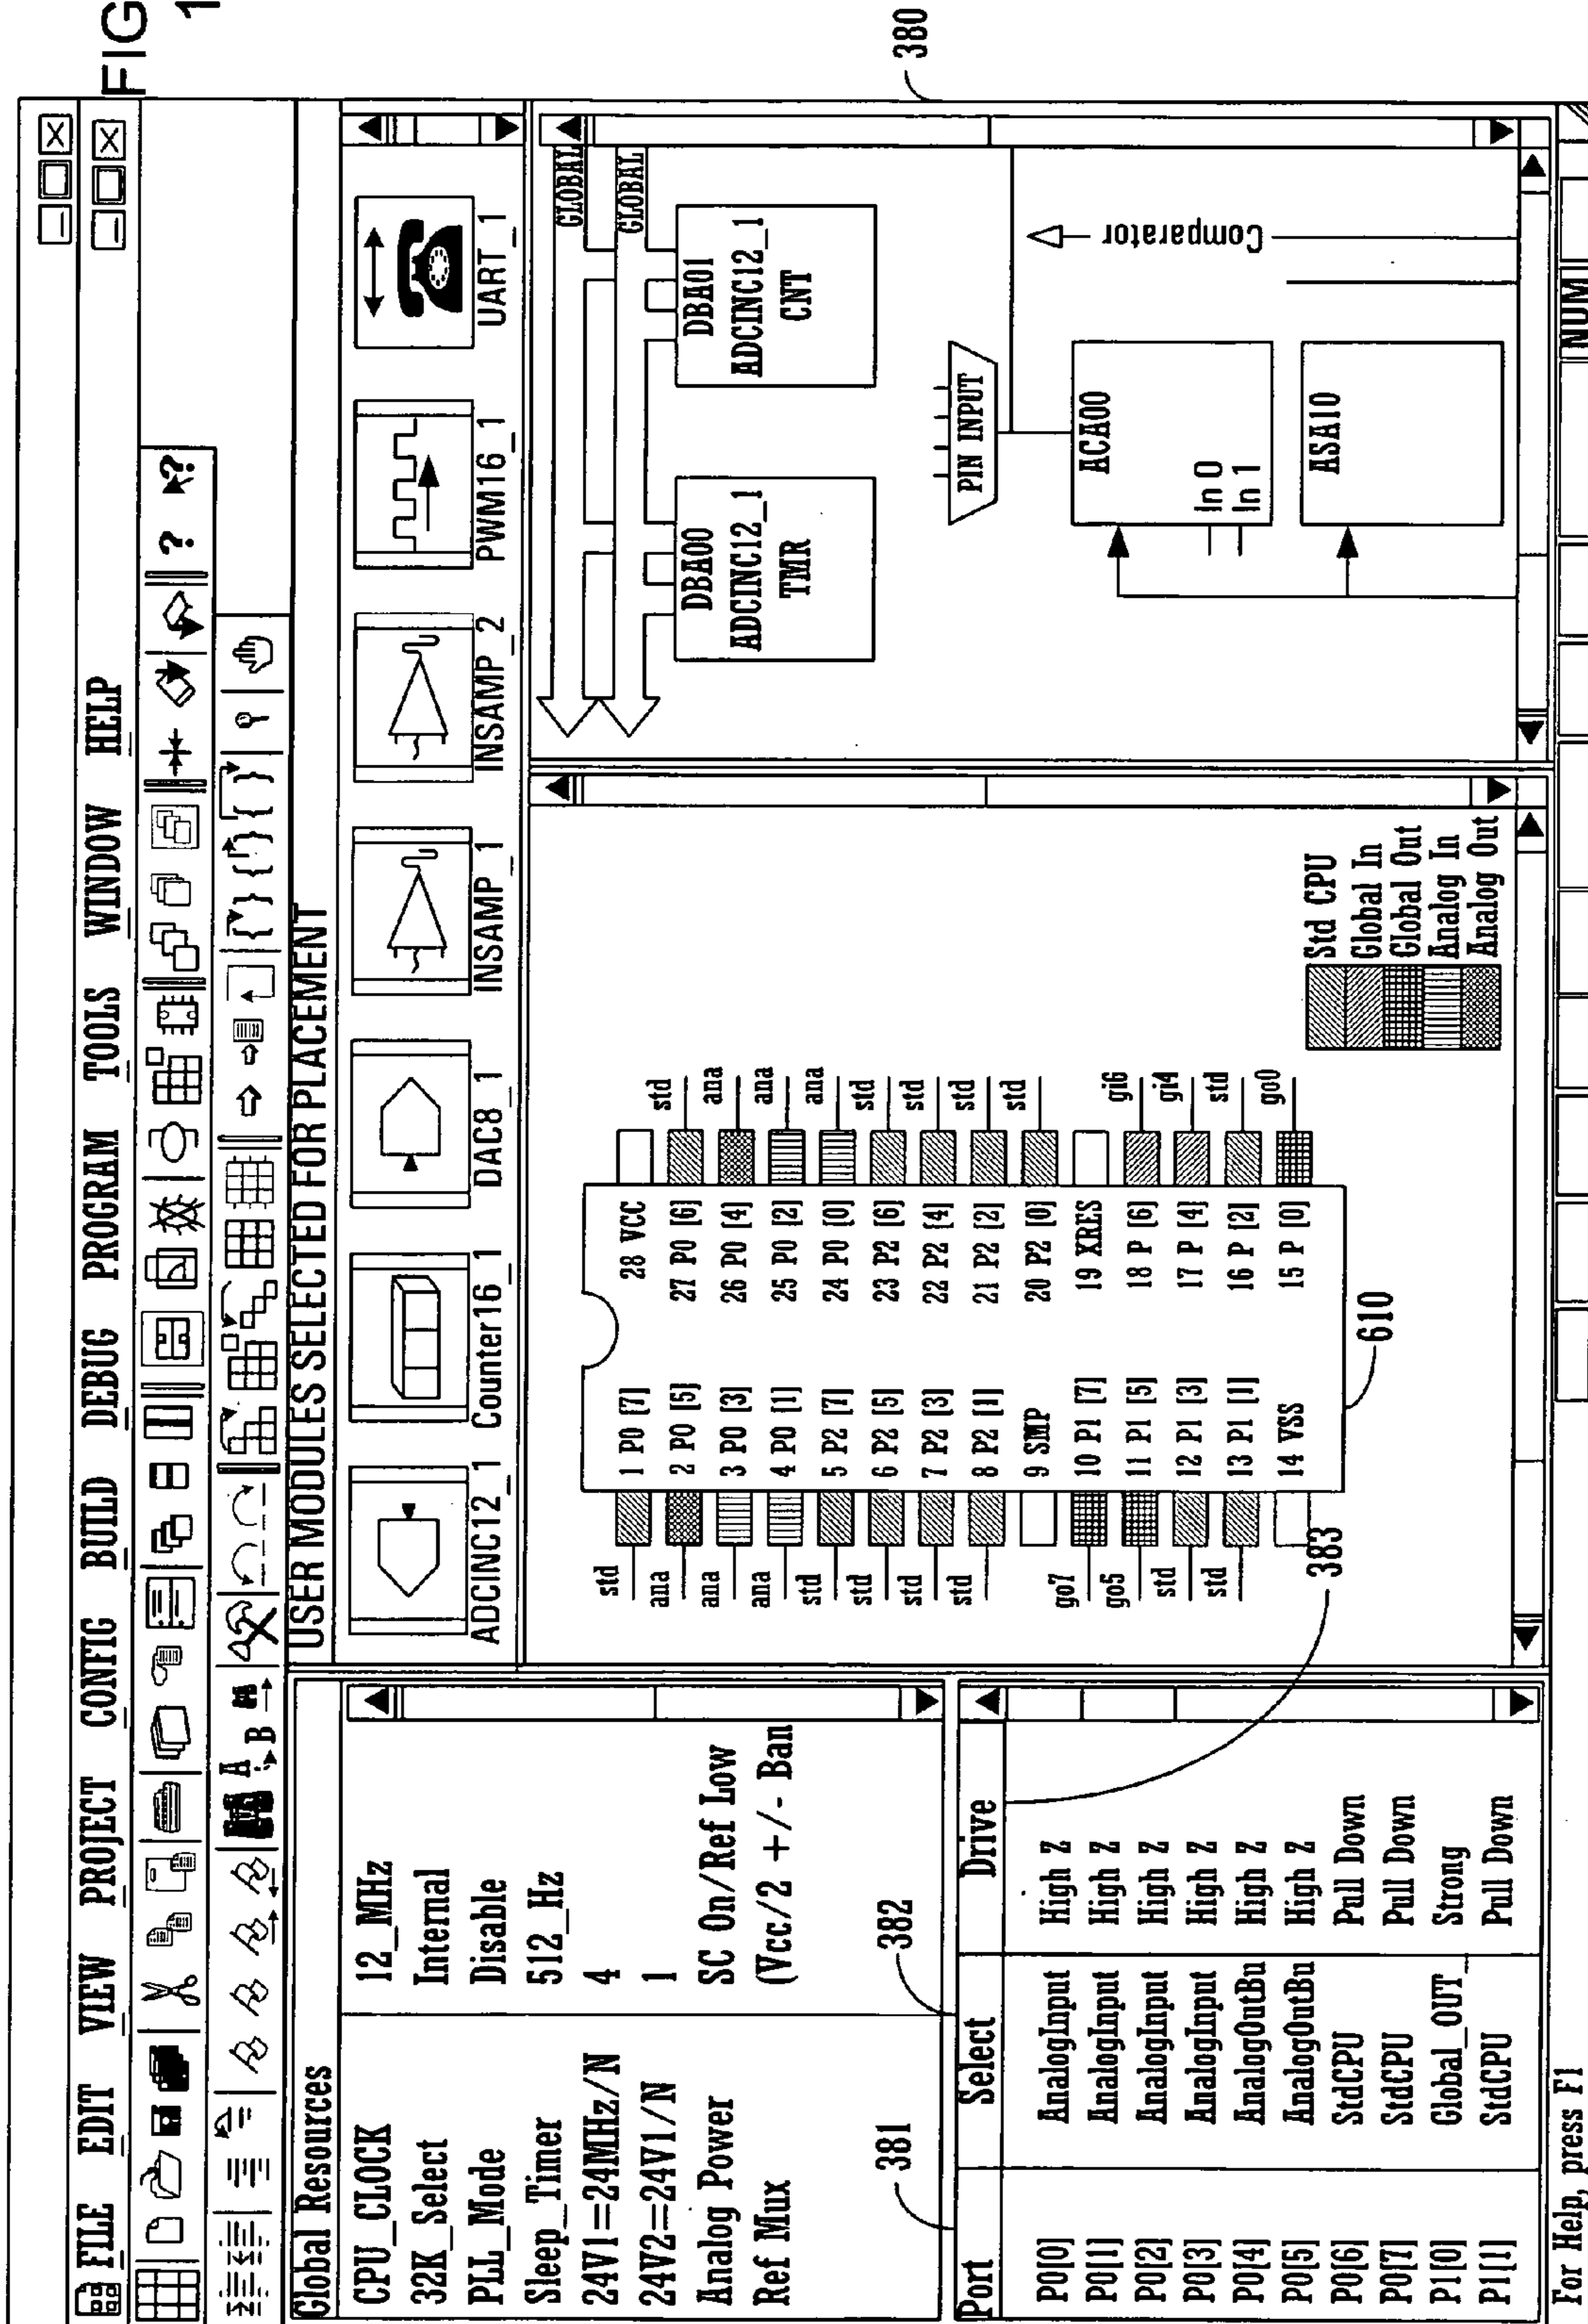 FIG
1
FILE EDIT VIEW PROJECT CONFIG BUILD DEBUG PROGRAM TOOLS WINDOW HELP
? ?
A
B
{ } { } { }
Global Resources
CPU_CLOCK 12_MHz
32K_Select Internal
PLL_Mode Disable
Sleep_Timer 512_Hz
24V1=24MHz/N 4
24V2=24V1/N 1
Analog Power SC On/Ref Low
Ref Mux (Vcc/2 +/- Ban
USER MODULES SELECTED FOR PLACEMENT
ADCINC12_1 Counter16_1 DAC8_1 INSAMP_1 INSAMP_2 PWM16_1 UART_1
381
382
383
Port Select Drive
P0[0] AnalogInput High Z
P0[1] AnalogInput High Z
P0[2] AnalogInput High Z
P0[3] AnalogInput High Z
P0[4] AnalogOutBu High Z
P0[5] AnalogOutBu High Z
P0[6] StdCPU Pull Down
P0[7] StdCPU Pull Down
P1[0] Global_OUT_ Strong
P1[1] StdCPU Pull Down
std 1 P0 [7] 28 VCC
ana 2 P0 [5] 27 P0 [6] std
ana 3 P0 [3] 26 P0 [4] ana
ana 4 P0 [1] 25 P0 [2] ana
std 5 P2 [7] 24 P0 [0] ana
std 6 P2 [5] 23 P2 [6] std
std 7 P2 [3] 22 P2 [4] std
std 8 P2 [1] 21 P2 [2] std
9 SMP 20 P2 [0] std
go7 10 P1 [7] 19 XRES
go5 11 P1 [5] 18 P [6] gi6
std 12 P1 [3] 17 P [4] gi4
std 13 P1 [1] 16 P [2] std
14 VSS 15 P [0] go0
610
Std CPU
Global In
Global Out
Analog In
Analog Out
GLOBAL
GLOBAL
DBA00
ADCINC12_1
TMR
DBA01
ADCINC12_1
CNT
PIN INPUT
ACA00
In 0
In 1
ASA10
Comparator
380
For Help, press F1
NUM